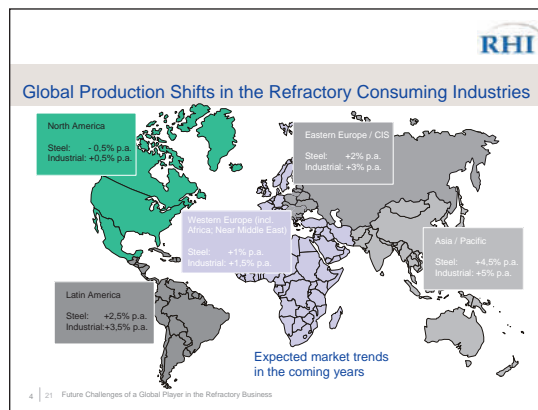 RHI
Global Production Shifts in the Refractory Consuming Industries
North America
Steel: - 0,5% p.a.
Industrial: +0,5% p.a.
Eastern Europe / CIS
Steel: +2% p.a.
Industrial: +3% p.a.
Western Europe (incl.
Africa; Near Middle East)
Steel: +1% p.a.
Industrial: +1,5% p.a.
Asia / Pacific
Steel: +4,5% p.a.
Industrial: +5% p.a.
Latin America
Steel: +2,5% p.a.
Industrial:+3,5% p.a.
Expected market trends
in the coming years
4 | 21 Future Challenges of a Global Player in the Refractory Business